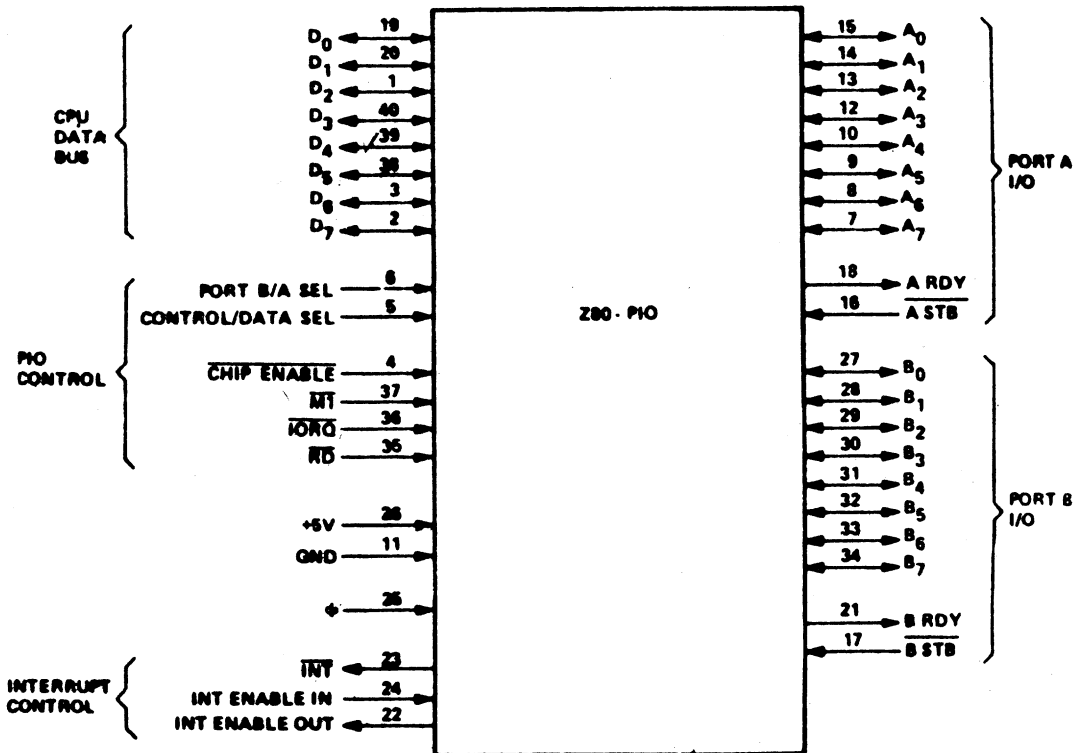 CPU
DATA
BUS
D0 19
D1 20
D2 1
D3 40
D4 39
D5 38
D6 3
D7 2
PIO
CONTROL
PORT B/A SEL 6
CONTROL/DATA SEL 5
CHIP ENABLE 4
M1 37
IORQ 36
RD 35
+5V 26
GND 11
Φ 25
INTERRUPT
CONTROL
INT 23
INT ENABLE IN 24
INT ENABLE OUT 22
Z80 - PIO
15 A0
14 A1
13 A2
12 A3
10 A4
9 A5
8 A6
7 A7
18 A RDY
16 A STB
PORT A
I/O
27 B0
28 B1
29 B2
30 B3
31 B4
32 B5
33 B6
34 B7
21 B RDY
17 B STB
PORT B
I/O